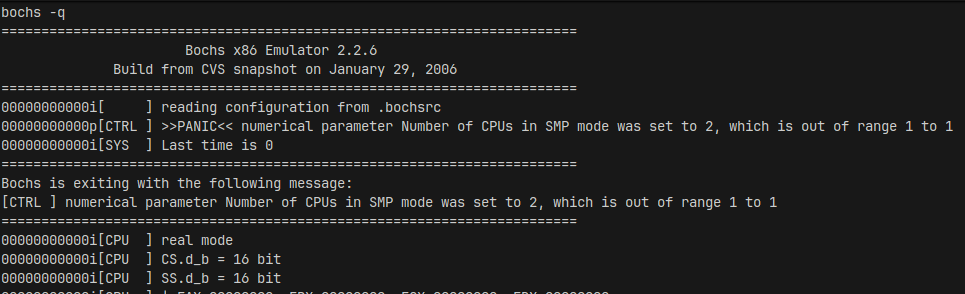 bochs -q
========================================================================
                       Bochs x86 Emulator 2.2.6
              Build from CVS snapshot on January 29, 2006
========================================================================
00000000000i[     ] reading configuration from .bochsrc
00000000000p[CTRL ] >>PANIC<< numerical parameter Number of CPUs in SMP mode was set to 2, which is out of range 1 to 1
00000000000i[SYS  ] Last time is 0
========================================================================
Bochs is exiting with the following message:
[CTRL ] numerical parameter Number of CPUs in SMP mode was set to 2, which is out of range 1 to 1
========================================================================
00000000000i[CPU  ] real mode
00000000000i[CPU  ] CS.d_b = 16 bit
00000000000i[CPU  ] SS.d_b = 16 bit